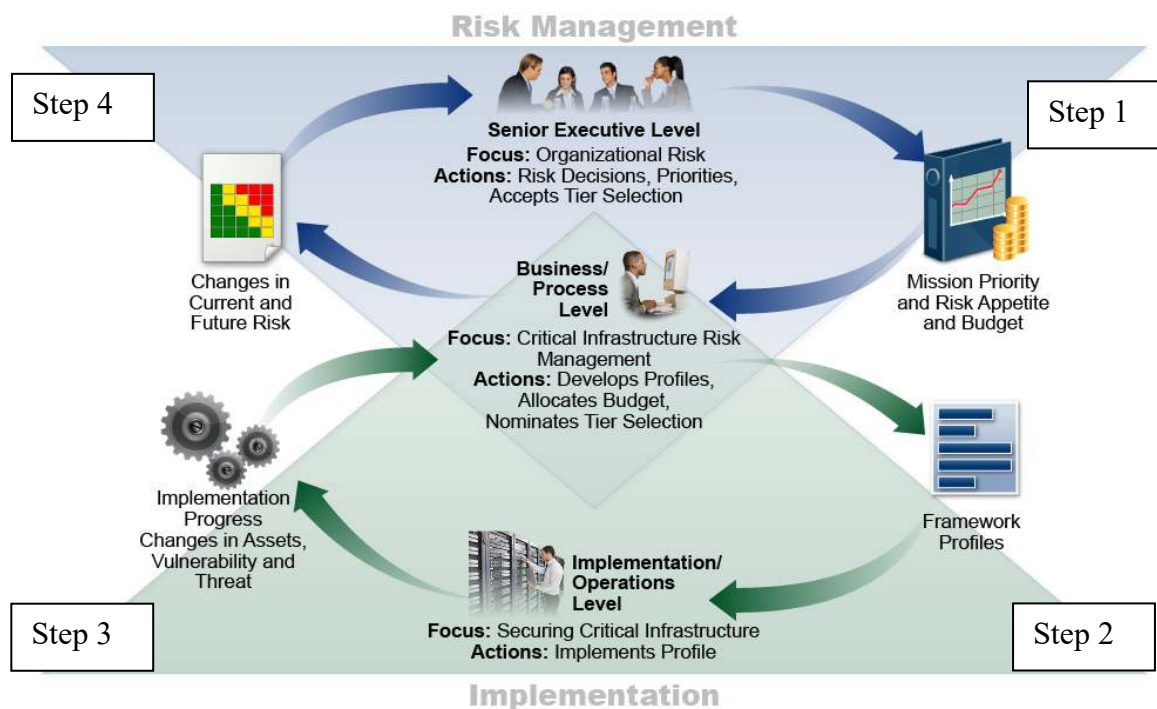 Risk Management
Step 4
Step 1
Senior Executive Level
Focus: Organizational Risk
Actions: Risk Decisions, Priorities,
Accepts Tier Selection
Changes in
Current and
Future Risk
Mission Priority
and Risk Appetite
and Budget
Business/
Process
Level
Focus: Critical Infrastructure Risk
Management
Actions: Develops Profiles,
Allocates Budget,
Nominates Tier Selection
Implementation
Progress
Changes in Assets,
Vulnerability and
Threat
Framework
Profiles
Implementation/
Operations
Level
Focus: Securing Critical Infrastructure
Actions: Implements Profile
Step 3
Step 2
Implementation